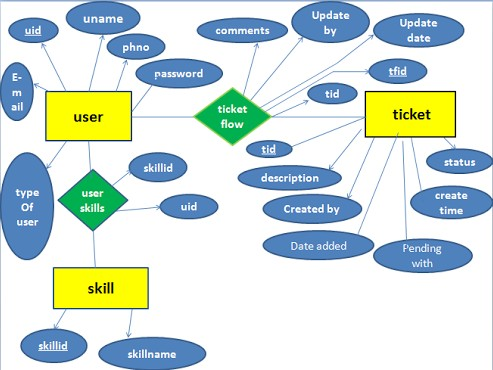 uid
uname
phno
password
E-
m
ail
user
type
Of
user
comments
Update
by
Update
date
tfid
tid
ticket
flow
ticket
tid
description
Created by
Date added
Pending
with
create
time
status
user
skills
skillid
uid
skill
skillid
skillname